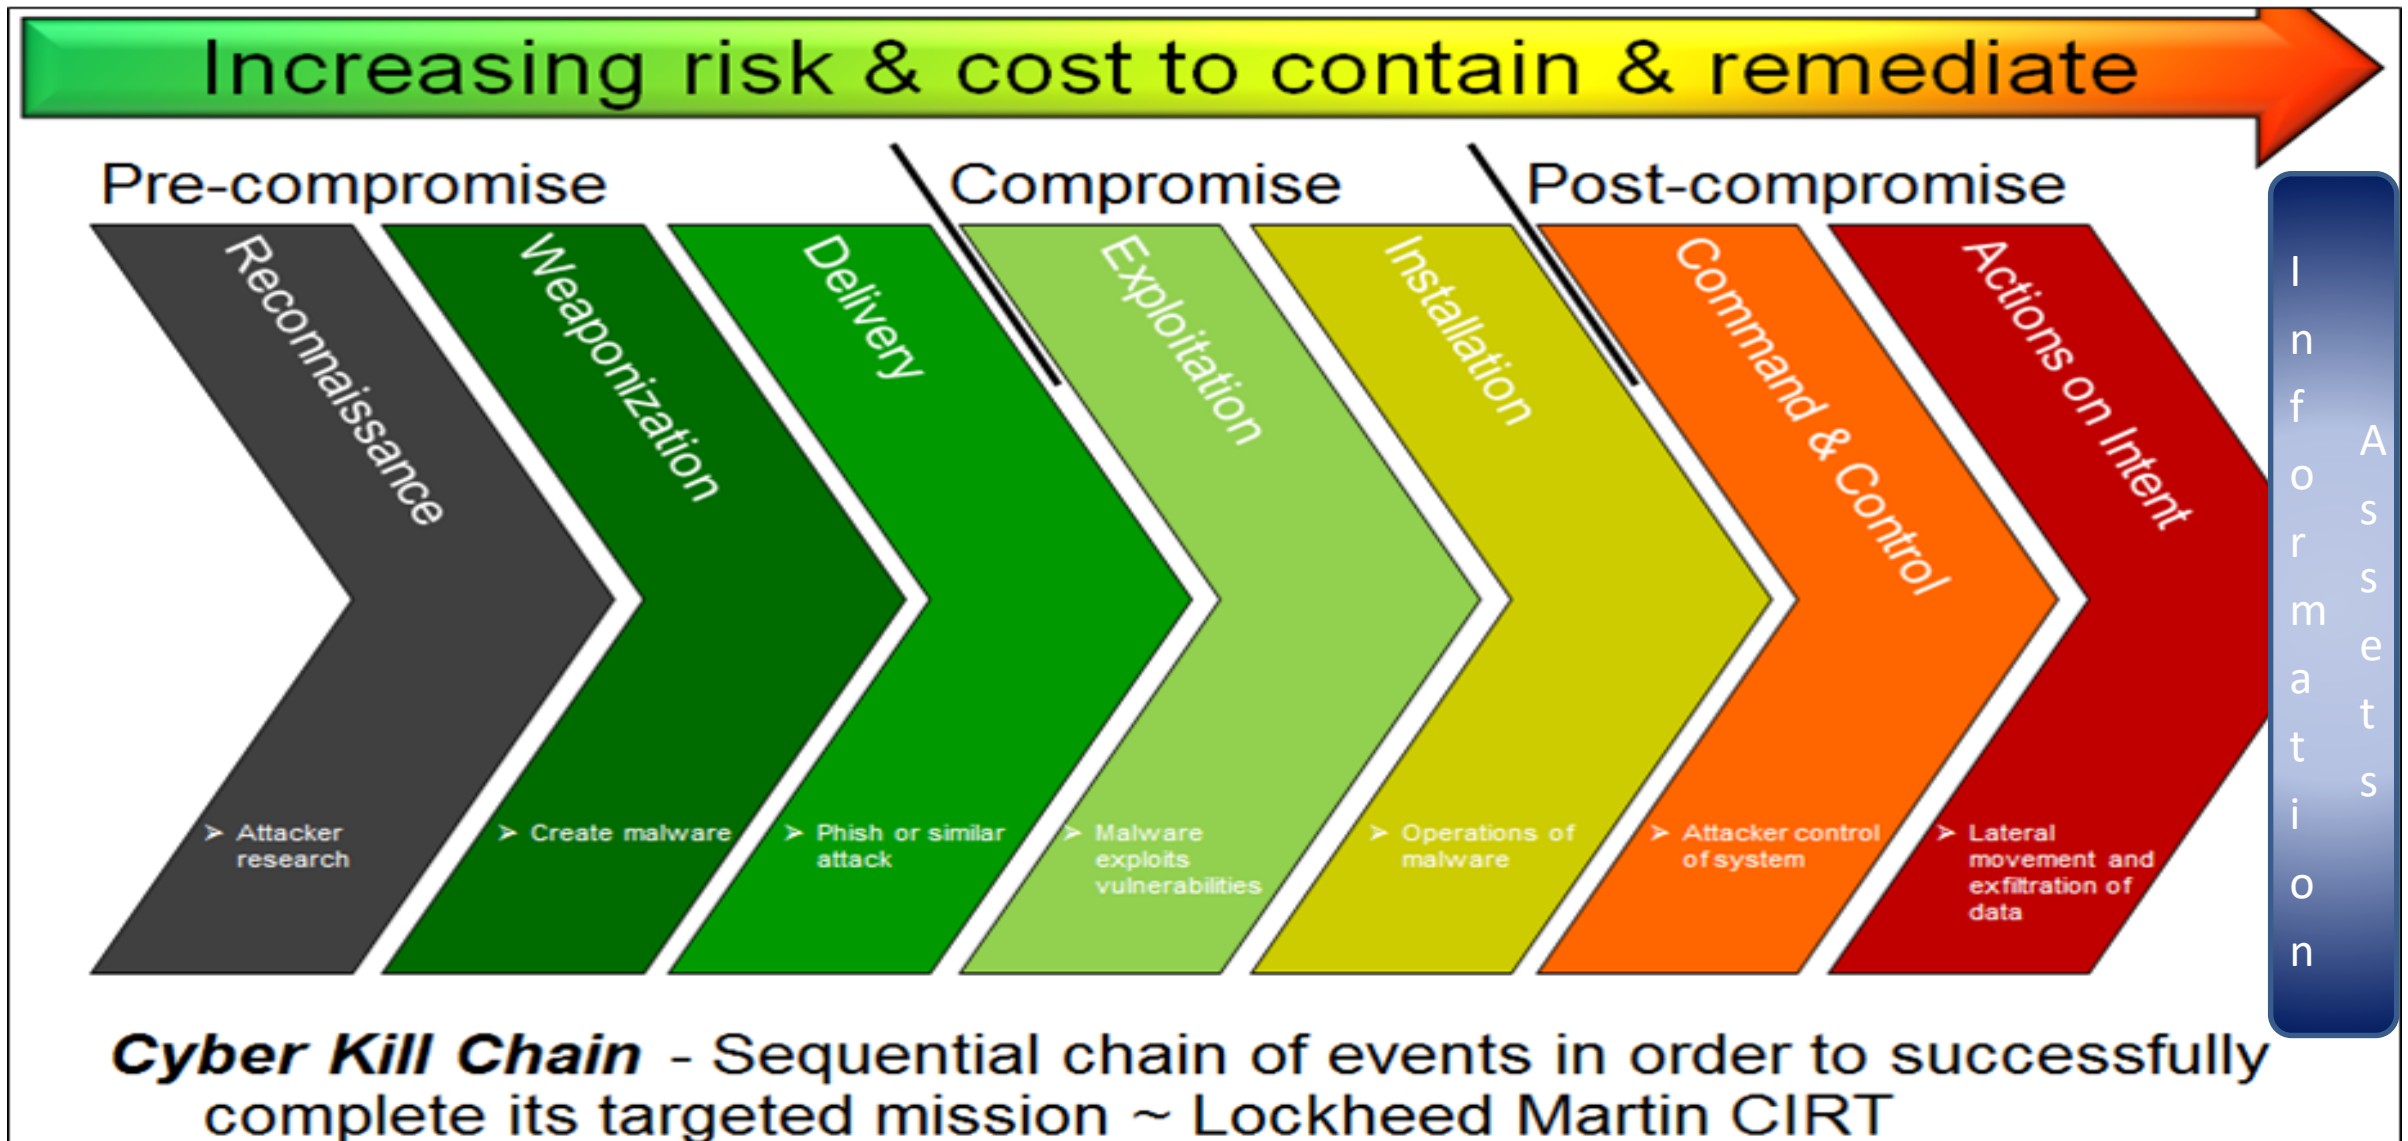 Increasing risk & cost to contain & remediate
Pre-compromise
Compromise
Post-compromise
Reconnaissance
Weaponization
Delivery
Exploitation
Installation
Command & Control
Actions on Intent
➢ Attacker
research
➢ Create malware
➢ Phish or similar
attack
➢ Malware
exploits
vulnerabilities
➢ Operations of
malware
➢ Attacker control
of system
➢ Lateral
movement and
exfiltration of
data
Information
Assets
Cyber Kill Chain - Sequential chain of events in order to successfully
complete its targeted mission ~ Lockheed Martin CIRT